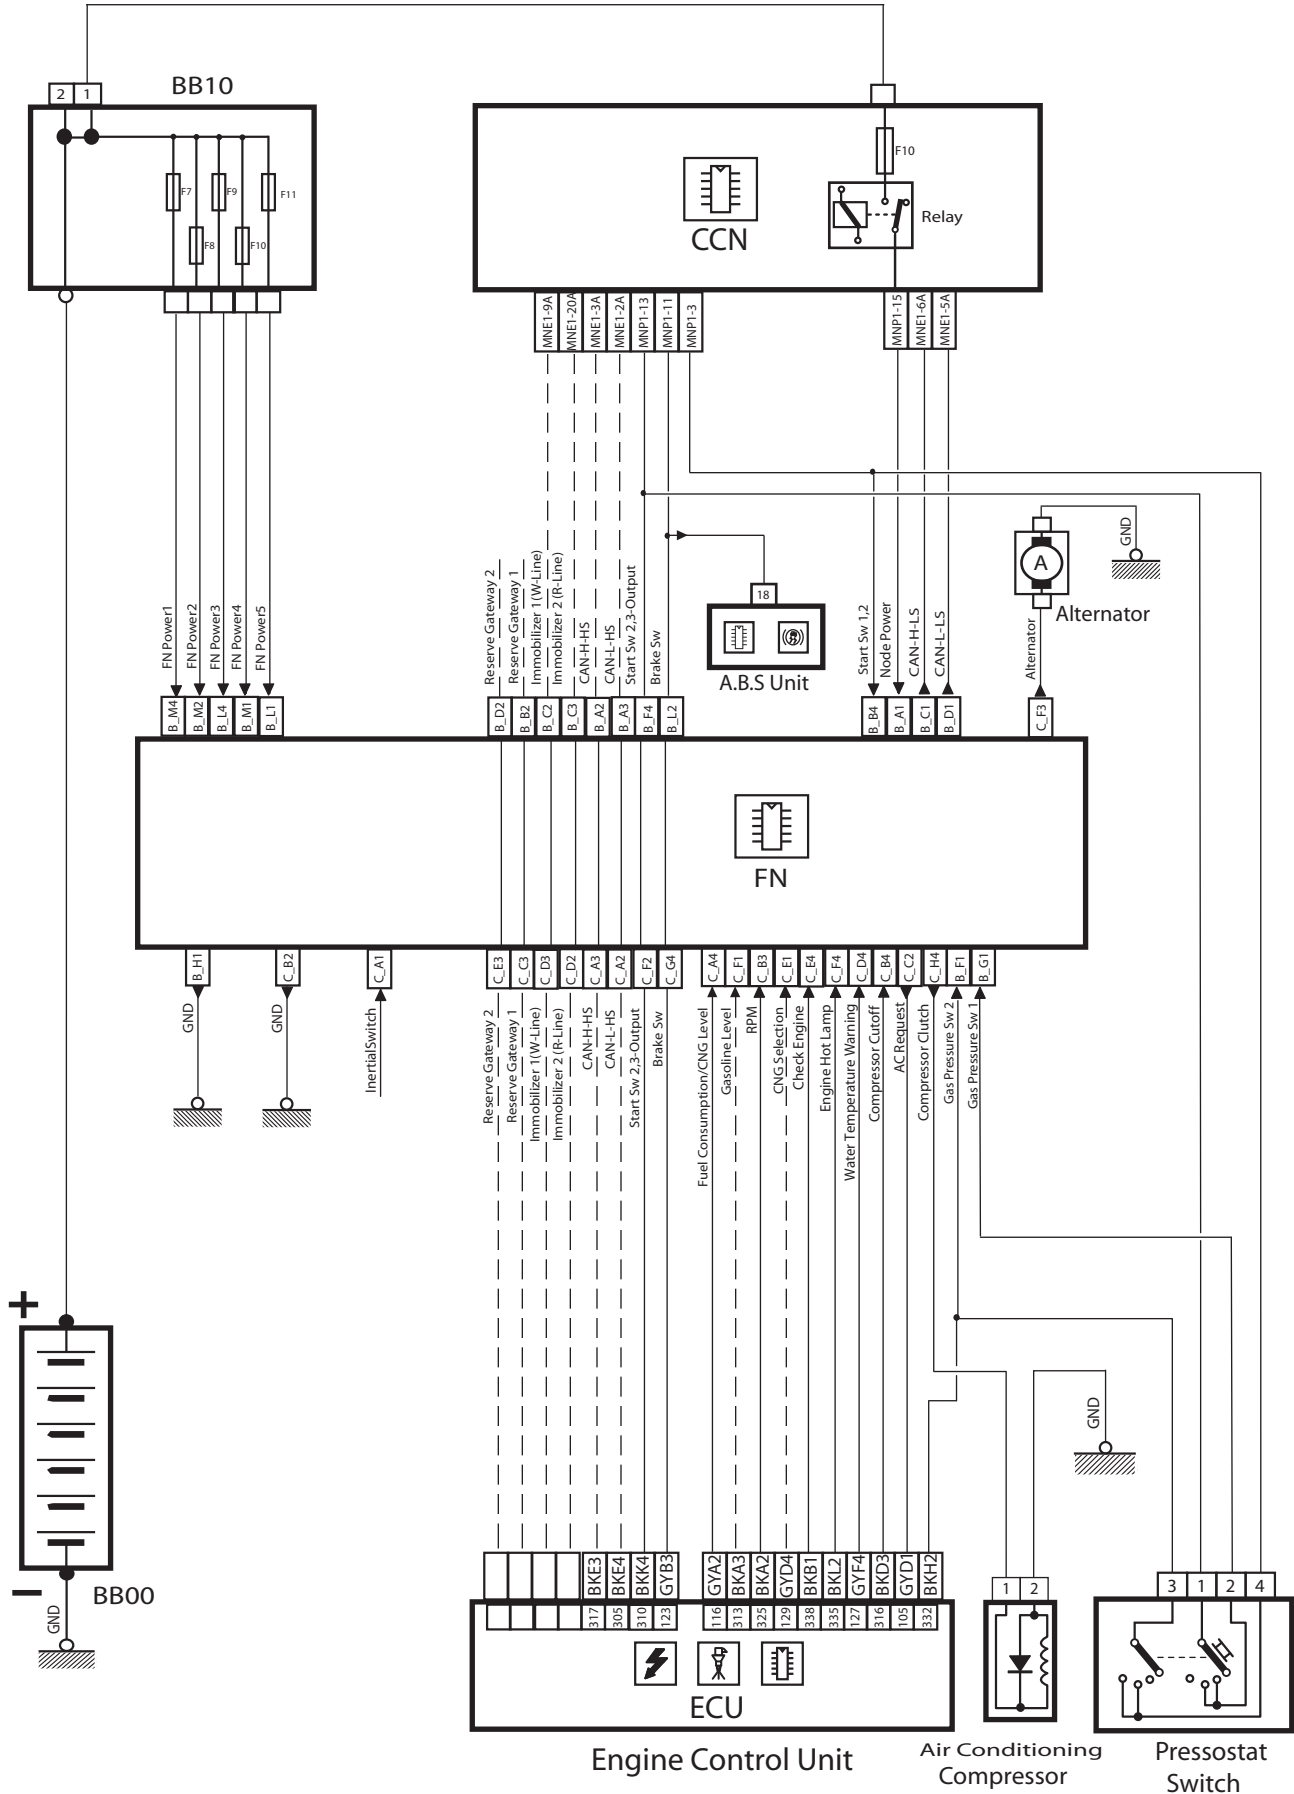 2 1
BB10
F7
F9
F11
F8
F10
F10
Relay
CCN
MNE1-9A
MNE1-20A
MNE1-3A
MNE1-2A
MNP1-13
MNP1-11
MNP1-3
MNP1-15
MNE1-6A
MNE1-5A
FN Power1
FN Power2
FN Power3
FN Power4
FN Power5
Reserve Gateway 2
Reserve Gateway 1
Immobilizer 1(W-Line)
Immobilizer 2 (R-Line)
CAN-H-HS
CAN-L-HS
Start Sw 2,3-Output
Brake Sw
18
A.B.S Unit
Start Sw 1,2
Node Power
CAN-H-LS
CAN-L-LS
Alternator
A
GND
Alternator
B_M4
B_M2
B_L4
B_M1
B_L1
B_D2
B_B2
B_C2
B_C3
B_A2
B_A3
B_F4
B_L2
B_B4
B_A1
B_C1
B_D1
C_F3
FN
B_H1
C_B2
C_A1
C_E3
C_C3
C_D3
C_D2
C_A3
C_A2
C_F2
C_G4
C_A4
C_F1
C_B3
C_E1
C_E4
C_F4
C_D4
C_B4
C_C2
C_H4
B_F1
B_G1
GND
GND
InertialSwitch
Reserve Gateway 2
Reserve Gateway 1
Immobilizer 1(W-Line)
Immobilizer 2 (R-Line)
CAN-H-HS
CAN-L-HS
Start Sw 2,3-Output
Brake Sw
Fuel Consumption/CNG Level
Gasoline Level
RPM
CNG Selection
Check Engine
Engine Hot Lamp
Water Temperature Warning
Compressor Cutoff
AC Request
Compressor Clutch
Gas Pressure Sw 2
Gas Pressure Sw 1
+
−
BB00
GND
GND
BKE3
BKE4
BKK4
GYB3
GYA2
BKA3
BKA2
GYD4
BKB1
BKL2
GYF4
BKD3
GYD1
BKH2
317
305
310
123
116
313
325
129
338
335
127
316
105
332
ECU
Engine Control Unit
1 2
Air Conditioning
Compressor
3 1 2 4
Pressostat
Switch